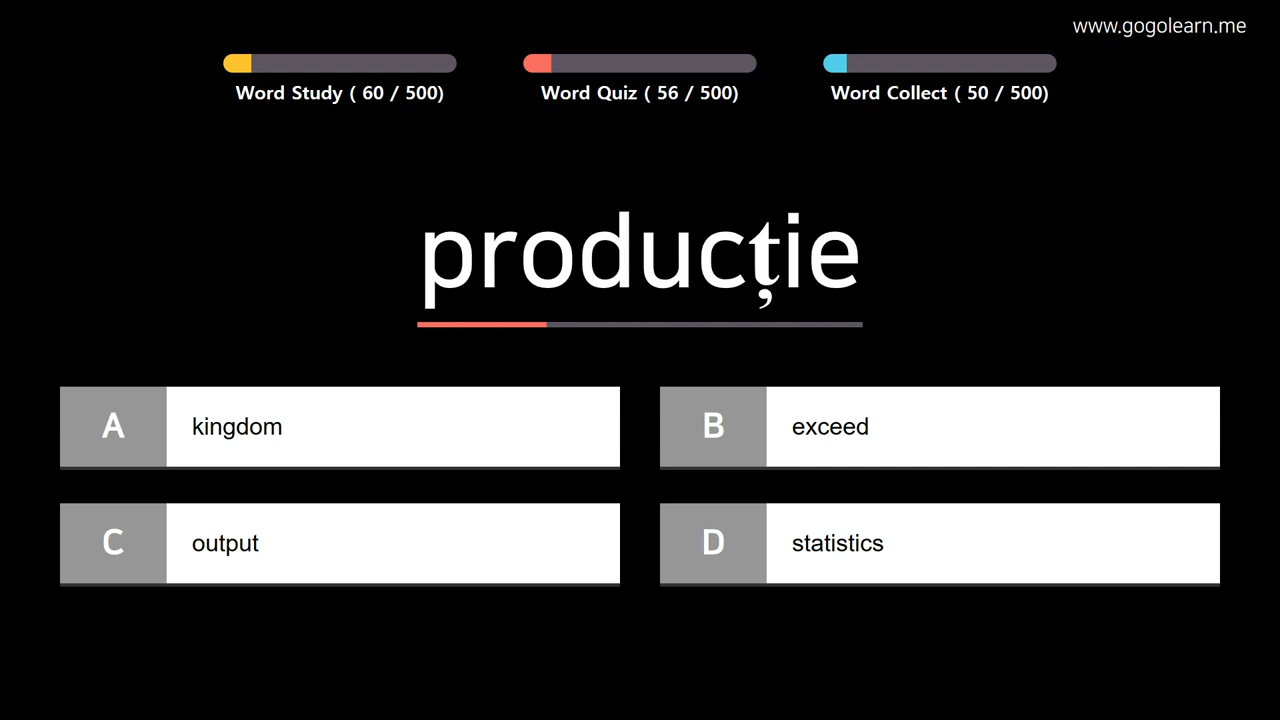 www.gogolearn.me
Word Study ( 60 / 500)
Word Quiz ( 56 / 500)
Word Collect ( 50 / 500)
producție
A kingdom
B exceed
C output
D statistics